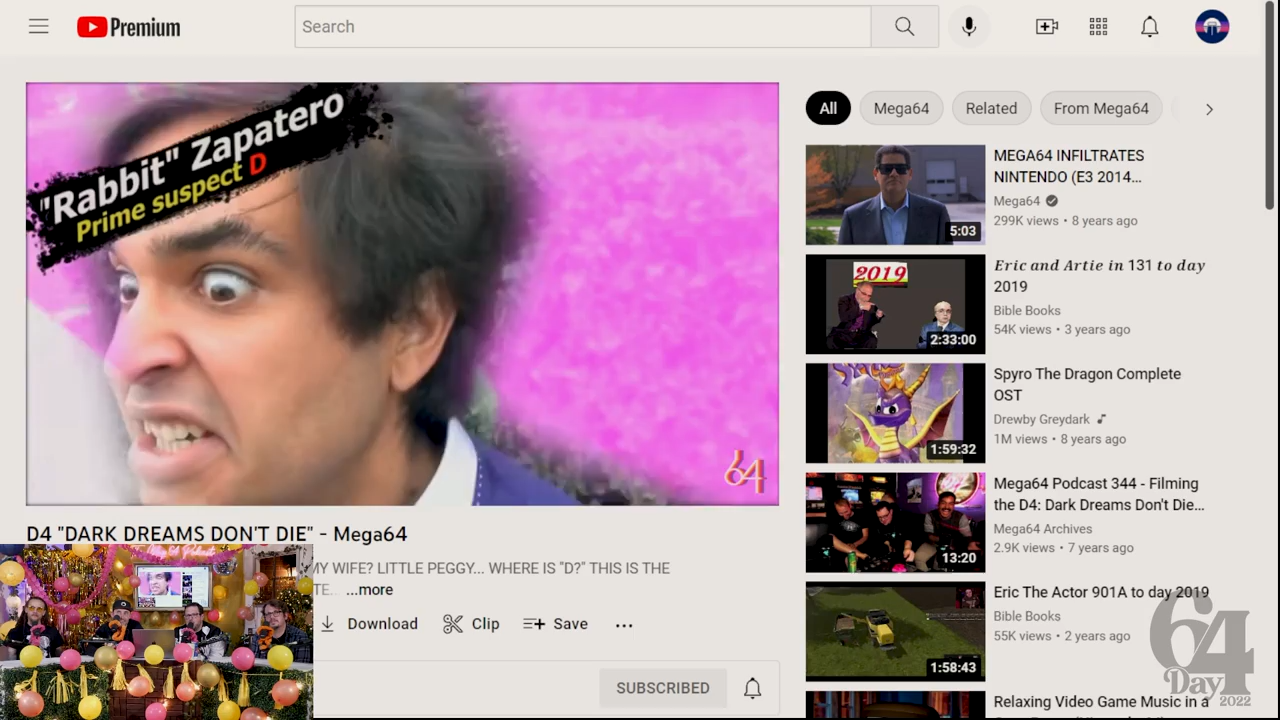 Premium
Search
"Rabbit" Zapatero
Prime suspect D
64
D4 "DARK DREAMS DON'T DIE" - Mega64
MY WIFE? LITTLE PEGGY... WHERE IS "D?" THIS IS THE
...more
Download
Clip
Save
SUBSCRIBED
All
Mega64
Related
From Mega64
MEGA64 INFILTRATES
NINTENDO (E3 2014...
Mega64
299K views • 8 years ago
5:03
2019
Eric and Artie in 131 to day
2019
Bible Books
54K views • 3 years ago
2:33:00
Spyro The Dragon Complete
OST
Drewby Greydark
1M views • 8 years ago
1:59:32
Mega64 Podcast 344 - Filming
the D4: Dark Dreams Don't Die...
Mega64 Archives
2.9K views • 7 years ago
13:20
Eric The Actor 901A to day 2019
Bible Books
55K views • 2 years ago
1:58:43
Relaxing Video Game Music in a
64
Day
2022